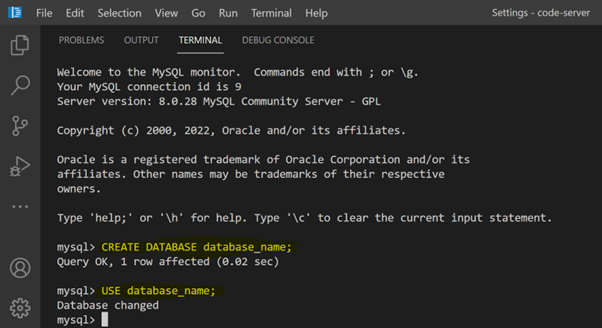 File Edit Selection View Go Run Terminal Help Settings - code-server
PROBLEMS OUTPUT TERMINAL DEBUG CONSOLE
Welcome to the MySQL monitor.  Commands end with ; or \g.
Your MySQL connection id is 9
Server version: 8.0.28 MySQL Community Server - GPL
Copyright (c) 2000, 2022, Oracle and/or its affiliates.
Oracle is a registered trademark of Oracle Corporation and/or its
affiliates. Other names may be trademarks of their respective
owners.
Type 'help;' or '\h' for help. Type '\c' to clear the current input statement.
mysql> CREATE DATABASE database_name;
Query OK, 1 row affected (0.02 sec)
mysql> USE database_name;
Database changed
mysql>